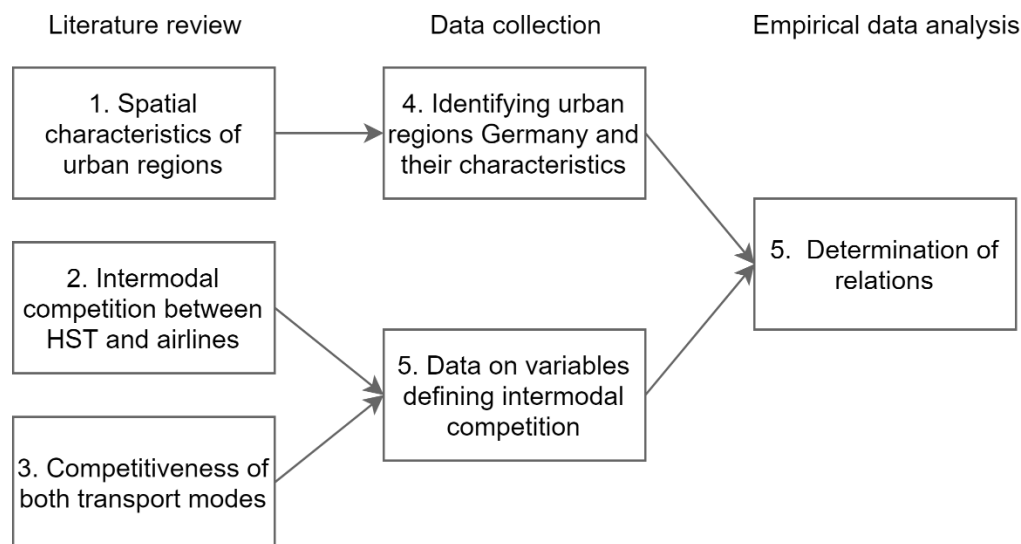 Literature review
Data collection
Empirical data analysis
1. Spatial
characteristics of
urban regions
4. Identifying urban
regions Germany and
their characteristics
2. Intermodal
competition between
HST and airlines
5. Determination of
relations
5. Data on variables
defining intermodal
competition
3. Competitiveness of
both transport modes